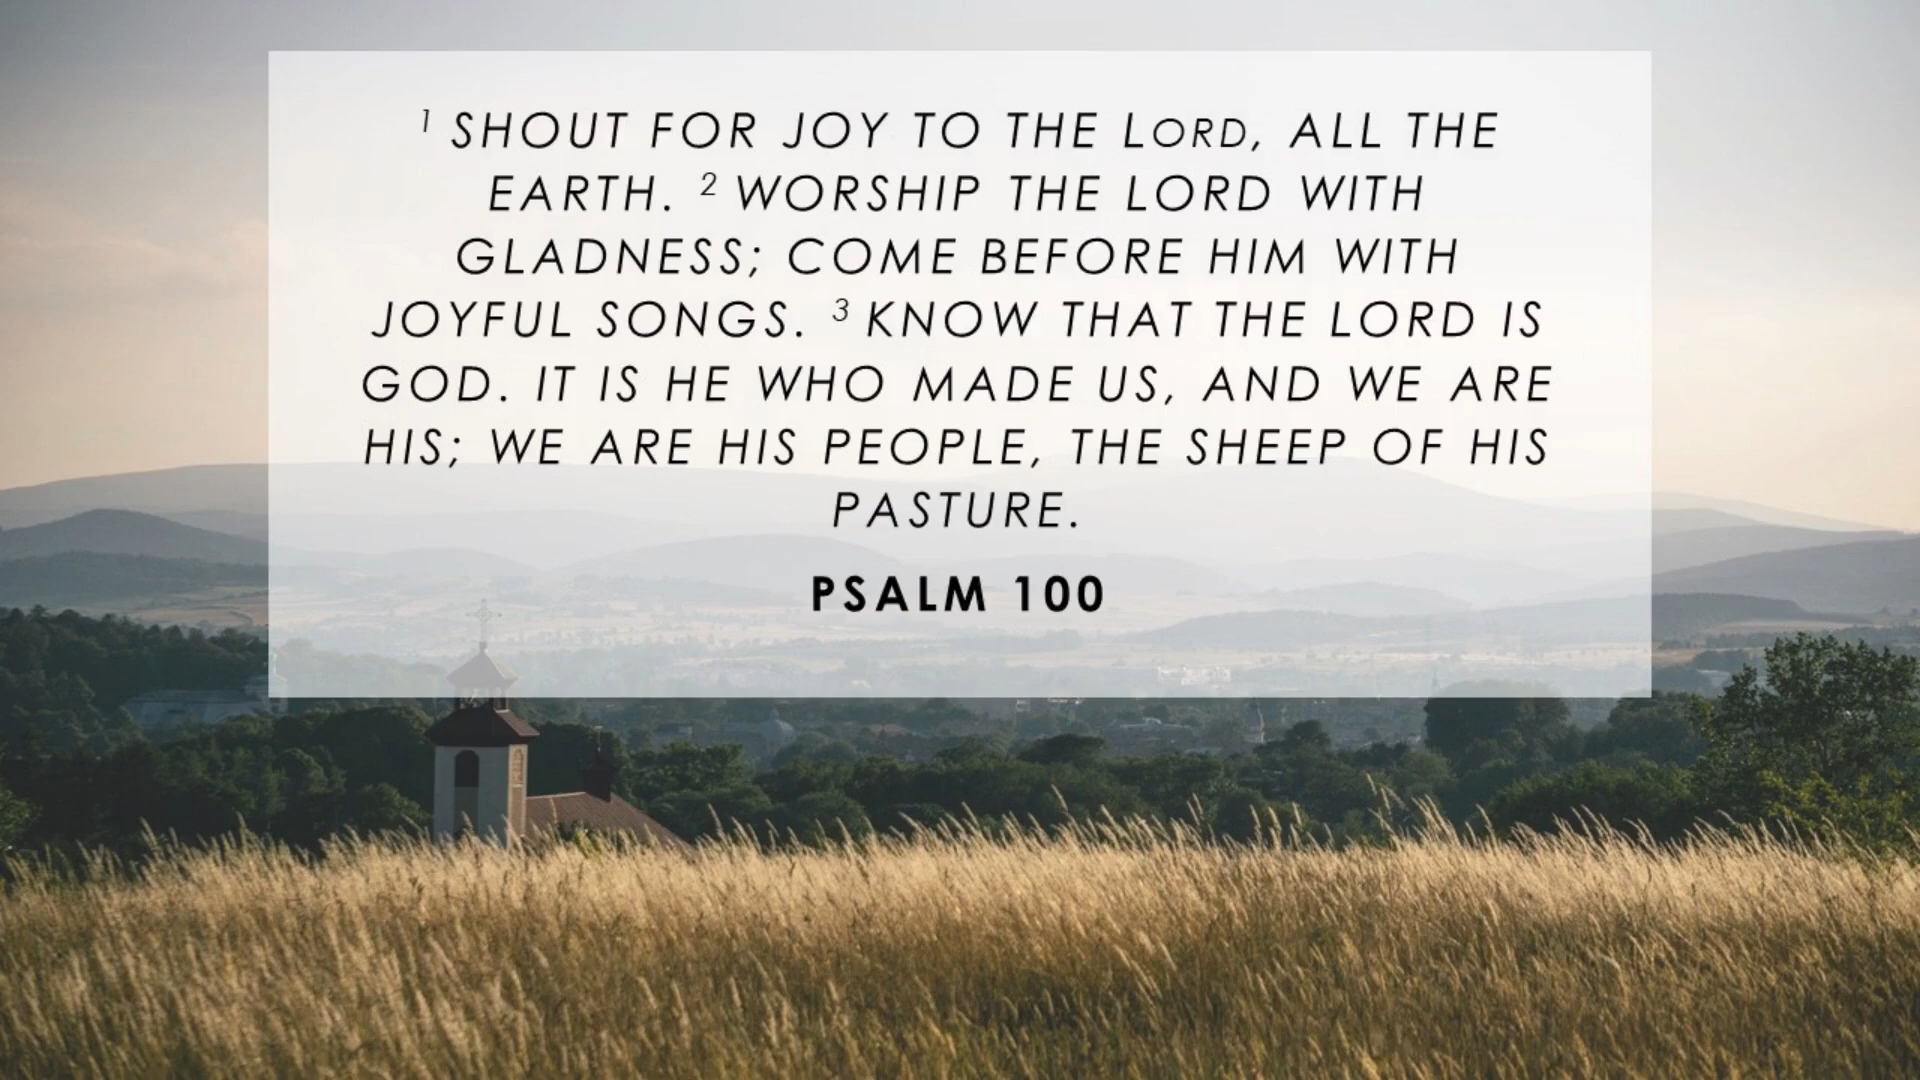 ¹ SHOUT FOR JOY TO THE LORD, ALL THE
EARTH. ² WORSHIP THE LORD WITH
GLADNESS; COME BEFORE HIM WITH
JOYFUL SONGS. ³ KNOW THAT THE LORD IS
GOD. IT IS HE WHO MADE US, AND WE ARE
HIS; WE ARE HIS PEOPLE, THE SHEEP OF HIS
PASTURE.
PSALM 100